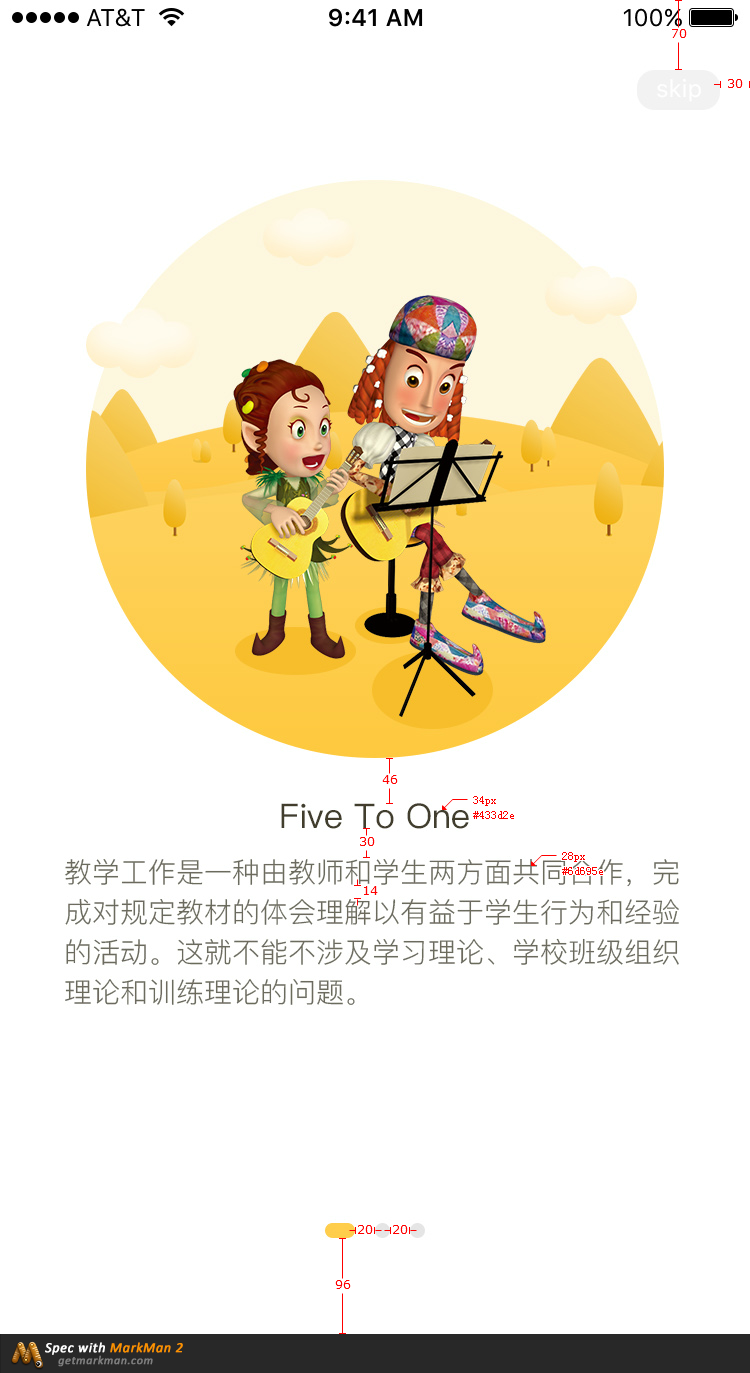 AT&T 9:41 AM 100%
70
skip
30
46
Five To One
34px
#433d2e
30
28px
#6d695e
教学工作是一种由教师和学生两方面共同合作，完
14
成对规定教材的体会理解以有益于学生行为和经验
的活动。这就不能不涉及学习理论、学校班级组织
理论和训练理论的问题。
20 20
96
Spec with MarkMan 2
getmarkman.com